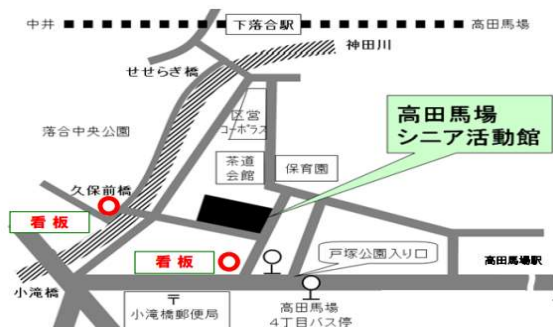 中井
下落合駅
高田馬場
せせらぎ橋
神田川
区営
コーポラス
高田馬場
シニア活動館
落合中央公園
茶道
会館
保育園
久保前橋
看板
看板
戸塚公園入り口
高田馬場駅
小滝橋
〒
小滝橋郵便局
高田馬場
4丁目バス停